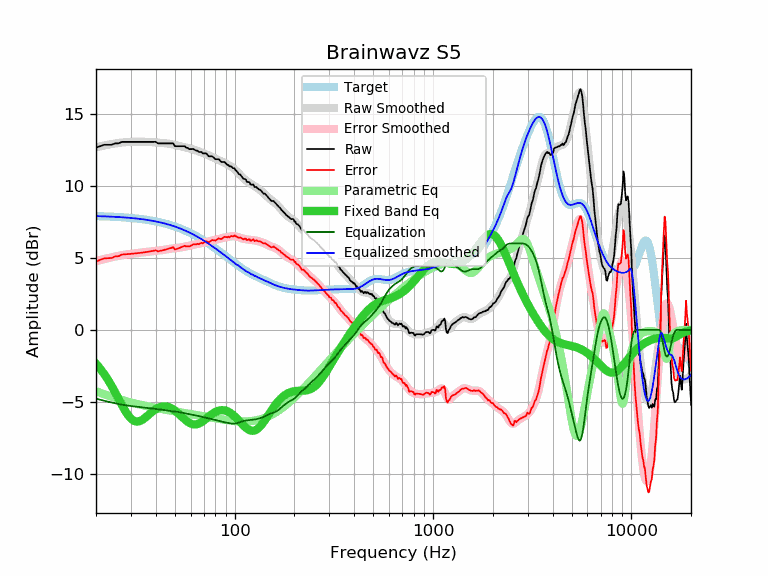 Brainwavz S5
Target
Raw Smoothed
Error Smoothed
Raw
Error
Parametric Eq
Fixed Band Eq
Equalization
Equalized smoothed
15
10
5
0
−5
−10
Amplitude (dBr)
100
1000
10000
Frequency (Hz)